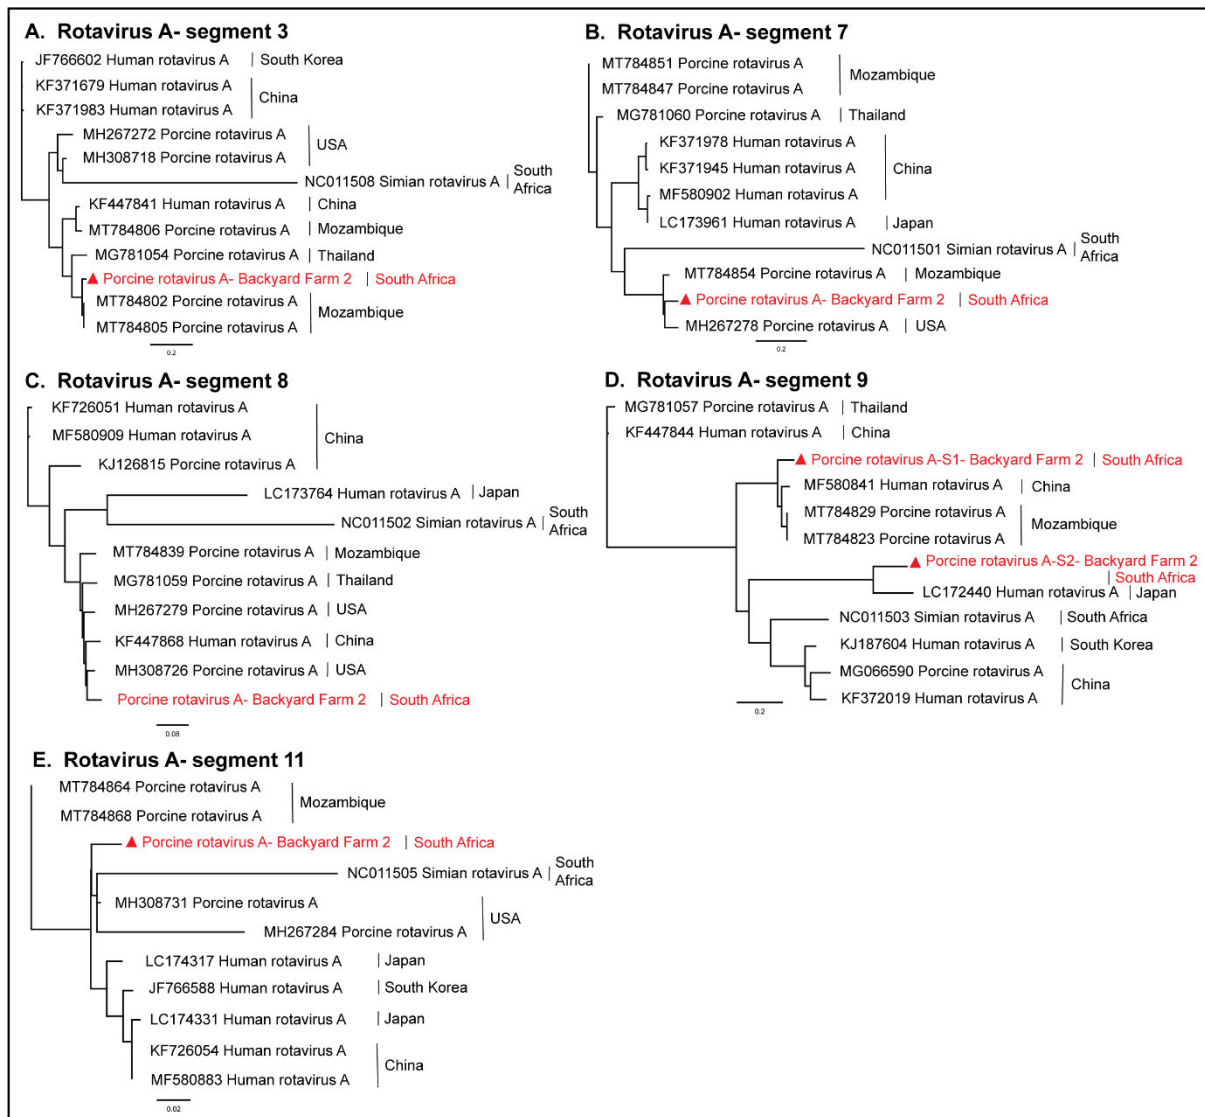 A. Rotavirus A- segment 3
JF766602 Human rotavirus A | South Korea
KF371679 Human rotavirus A
China
KF371983 Human rotavirus A
MH267272 Porcine rotavirus A
USA
MH308718 Porcine rotavirus A
NC011508 Simian rotavirus A | South Africa
KF447841 Human rotavirus A | China
MT784806 Porcine rotavirus A | Mozambique
MG781054 Porcine rotavirus A | Thailand
▲ Porcine rotavirus A- Backyard Farm 2 | South Africa
MT784802 Porcine rotavirus A
Mozambique
MT784805 Porcine rotavirus A
0.2
B. Rotavirus A- segment 7
MT784851 Porcine rotavirus A
Mozambique
MT784847 Porcine rotavirus A
MG781060 Porcine rotavirus A | Thailand
KF371978 Human rotavirus A
China
KF371945 Human rotavirus A
MF580902 Human rotavirus A
LC173961 Human rotavirus A | Japan
NC011501 Simian rotavirus A | South Africa
MT784854 Porcine rotavirus A | Mozambique
▲ Porcine rotavirus A- Backyard Farm 2 | South Africa
MH267278 Porcine rotavirus A | USA
0.2
C. Rotavirus A- segment 8
KF726051 Human rotavirus A
China
MF580909 Human rotavirus A
KJ126815 Porcine rotavirus A
LC173764 Human rotavirus A | Japan
NC011502 Simian rotavirus A | South Africa
MT784839 Porcine rotavirus A | Mozambique
MG781059 Porcine rotavirus A | Thailand
MH267279 Porcine rotavirus A | USA
KF447868 Human rotavirus A | China
MH308726 Porcine rotavirus A | USA
Porcine rotavirus A- Backyard Farm 2 | South Africa
0.08
D. Rotavirus A- segment 9
MG781057 Porcine rotavirus A | Thailand
KF447844 Human rotavirus A | China
▲ Porcine rotavirus A-S1- Backyard Farm 2 | South Africa
MF580841 Human rotavirus A | China
MT784829 Porcine rotavirus A
Mozambique
MT784823 Porcine rotavirus A
▲ Porcine rotavirus A-S2- Backyard Farm 2
| South Africa
LC172440 Human rotavirus A | Japan
NC011503 Simian rotavirus A | South Africa
KJ187604 Human rotavirus A | South Korea
MG066590 Porcine rotavirus A
China
KF372019 Human rotavirus A
0.2
E. Rotavirus A- segment 11
MT784864 Porcine rotavirus A
Mozambique
MT784868 Porcine rotavirus A
▲ Porcine rotavirus A- Backyard Farm 2 | South Africa
NC011505 Simian rotavirus A | South Africa
MH308731 Porcine rotavirus A
USA
MH267284 Porcine rotavirus A
LC174317 Human rotavirus A | Japan
JF766588 Human rotavirus A | South Korea
LC174331 Human rotavirus A | Japan
KF726054 Human rotavirus A
China
MF580883 Human rotavirus A
0.02